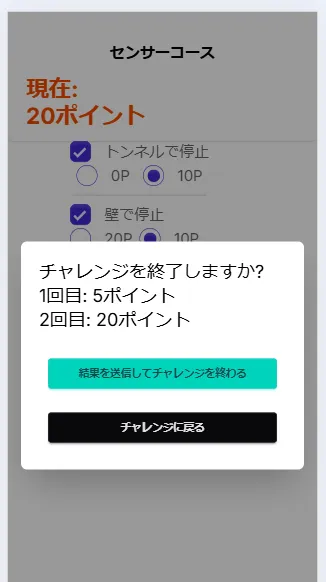 センサーコース
現在:
20ポイント
トンネルで停止
0P 10P
壁で停止
20P 10P
チャレンジを終了しますか?
1回目: 5ポイント
2回目: 20ポイント
結果を送信してチャレンジを終わる
チャレンジに戻る